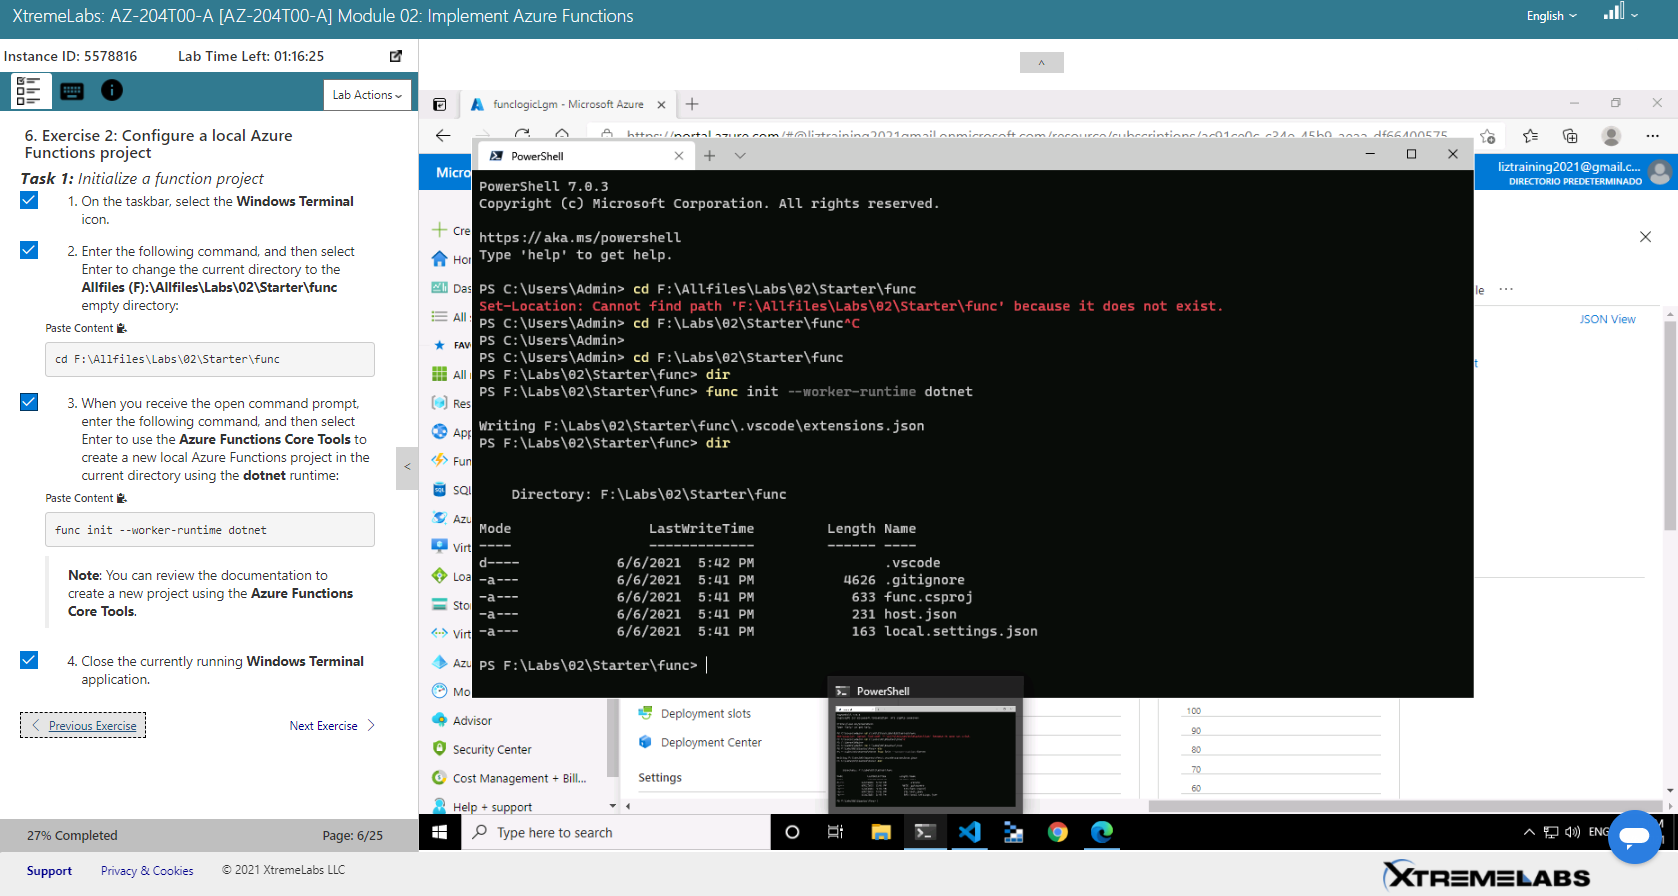 XtremeLabs: AZ-204T00-A [AZ-204T00-A] Module 02: Implement Azure Functions
English
Instance ID: 5578816
Lab Time Left: 01:16:25
Lab Actions
6. Exercise 2: Configure a local Azure
Functions project
Task 1: Initialize a function project
1. On the taskbar, select the Windows Terminal
icon.
2. Enter the following command, and then select
Enter to change the current directory to the
Allfiles (F):\Allfiles\Labs\02\Starter\func
empty directory:
Paste Content
cd F:\Allfiles\Labs\02\Starter\func
3. When you receive the open command prompt,
enter the following command, and then select
Enter to use the Azure Functions Core Tools to
create a new local Azure Functions project in the
current directory using the dotnet runtime:
Paste Content
func init --worker-runtime dotnet
Note: You can review the documentation to
create a new project using the Azure Functions
Core Tools.
4. Close the currently running Windows Terminal
application.
Previous Exercise
Next Exercise
27% Completed
Page: 6/25
Support
Privacy & Cookies
© 2021 XtremeLabs LLC
funclogicLgm - Microsoft Azure
https://portal.azure.com/#@liztraining2021gmail.onmicrosoft.com/resource/subscriptions/
Micro
liztraining2021@gmail.c...
DIRECTORIO PREDETERMINADO
PowerShell
PowerShell 7.0.3
Copyright (c) Microsoft Corporation. All rights reserved.
https://aka.ms/powershell
Type 'help' to get help.
PS C:\Users\Admin> cd F:\Allfiles\Labs\02\Starter\func
Set-Location: Cannot find path 'F:\Allfiles\Labs\02\Starter\func' because it does not exist.
PS C:\Users\Admin> cd F:\Labs\02\Starter\func^C
PS C:\Users\Admin>
PS C:\Users\Admin> cd F:\Labs\02\Starter\func
PS F:\Labs\02\Starter\func> dir
PS F:\Labs\02\Starter\func> func init --worker-runtime dotnet
Writing F:\Labs\02\Starter\func\.vscode\extensions.json
PS F:\Labs\02\Starter\func> dir
Directory: F:\Labs\02\Starter\func
Mode LastWriteTime Length Name
---- ------------- ------ ----
d---- 6/6/2021 5:42 PM .vscode
-a--- 6/6/2021 5:41 PM 4626 .gitignore
-a--- 6/6/2021 5:41 PM 633 func.csproj
-a--- 6/6/2021 5:41 PM 231 host.json
-a--- 6/6/2021 5:41 PM 163 local.settings.json
PS F:\Labs\02\Starter\func>
Cre
Hor
Das
All
FAV
All
Res
App
Fun
SQL
Azu
Virt
Loa
Sto
Virt
Azu
Mo
Advisor
Security Center
Cost Management + Bill...
Help + support
le ...
JSON View
Deployment slots
Deployment Center
Settings
PowerShell
100
90
80
70
60
Type here to search
ENG
XTREMELABS